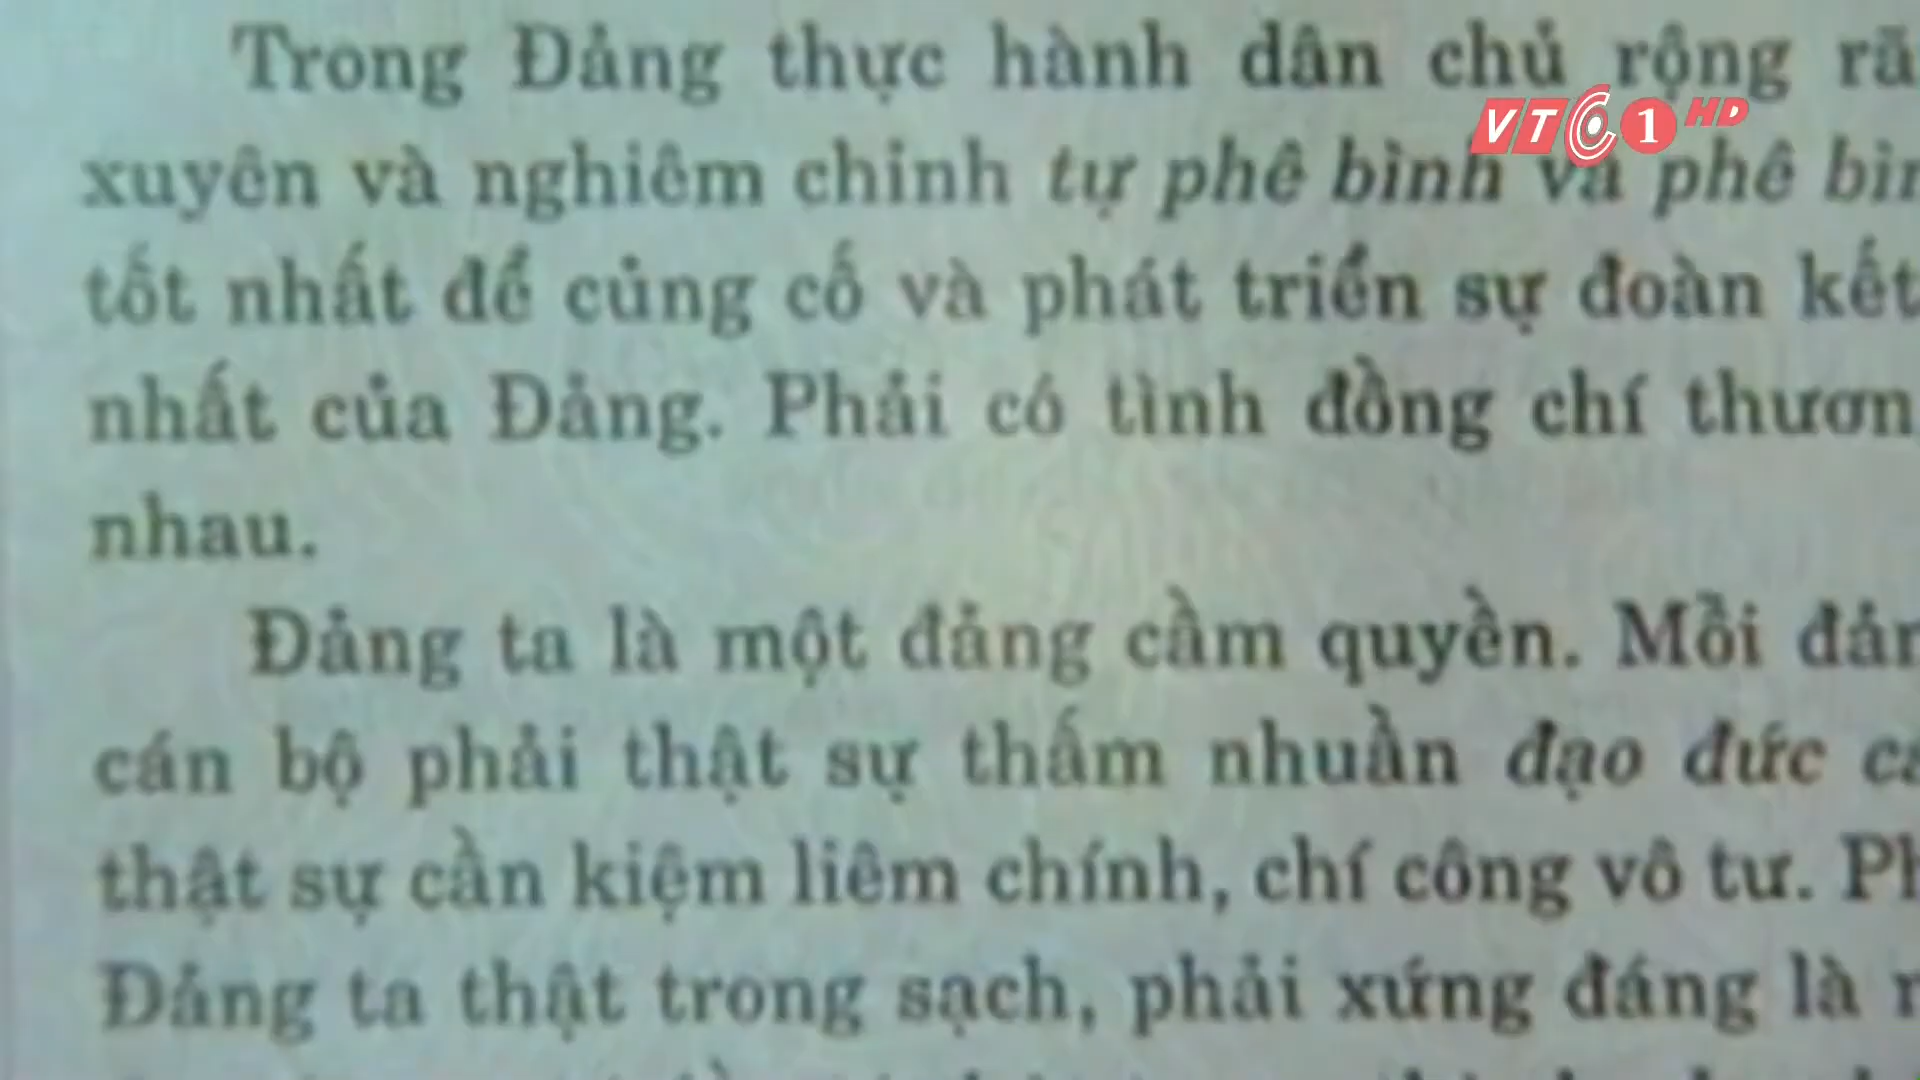 Trong Đảng thực hành dân chủ rộng rã
VTC1 HD
xuyên và nghiêm chỉnh tự phê bình và phê bìn
tốt nhất để củng cố và phát triển sự đoàn kết
nhất của Đảng. Phải có tình đồng chí thươn
nhau.
Đảng ta là một đảng cầm quyền. Mỗi đản
cán bộ phải thật sự thấm nhuần đạo đức cá
thật sự cần kiệm liêm chính, chí công vô tư. Ph
Đảng ta thật trong sạch, phải xứng đáng là